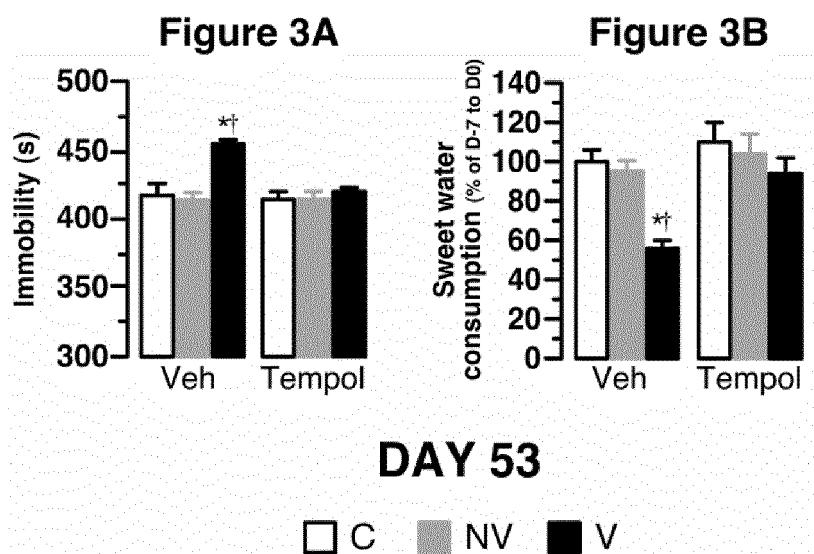 Figure 3A
Figure 3B
Immobility (s)
500
450
400
350
300
*†
Veh
Tempol
Sweet water
consumption (% of D-7 to D0)
140
120
100
80
60
40
20
0
*†
Veh
Tempol
DAY 53
C
NV
V